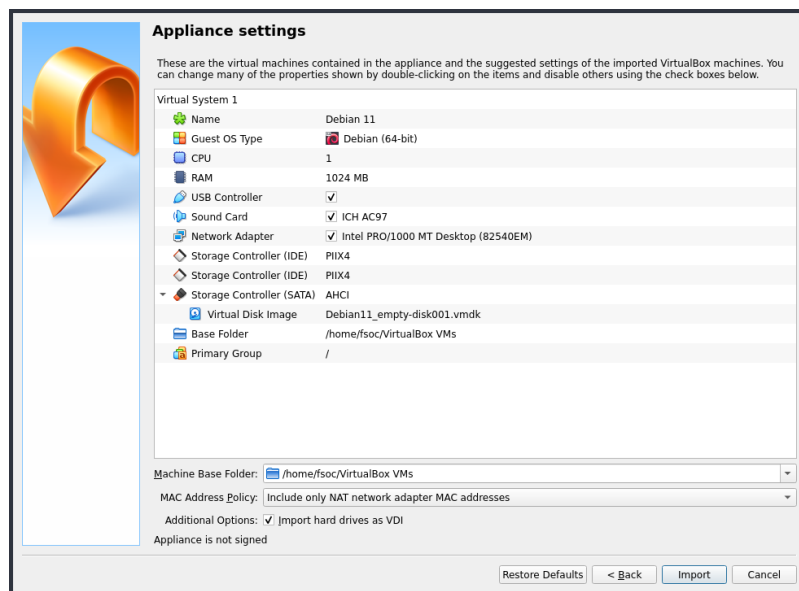 Appliance settings
These are the virtual machines contained in the appliance and the suggested settings of the imported VirtualBox machines. You
can change many of the properties shown by double-clicking on the items and disable others using the check boxes below.
Virtual System 1
Name Debian 11
Guest OS Type Debian (64-bit)
CPU 1
RAM 1024 MB
USB Controller
Sound Card ICH AC97
Network Adapter Intel PRO/1000 MT Desktop (82540EM)
Storage Controller (IDE) PIIX4
Storage Controller (IDE) PIIX4
Storage Controller (SATA) AHCI
Virtual Disk Image Debian11_empty-disk001.vmdk
Base Folder /home/fsoc/VirtualBox VMs
Primary Group /
Machine Base Folder: /home/fsoc/VirtualBox VMs
MAC Address Policy: Include only NAT network adapter MAC addresses
Additional Options: Import hard drives as VDI
Appliance is not signed
Restore Defaults < Back Import Cancel